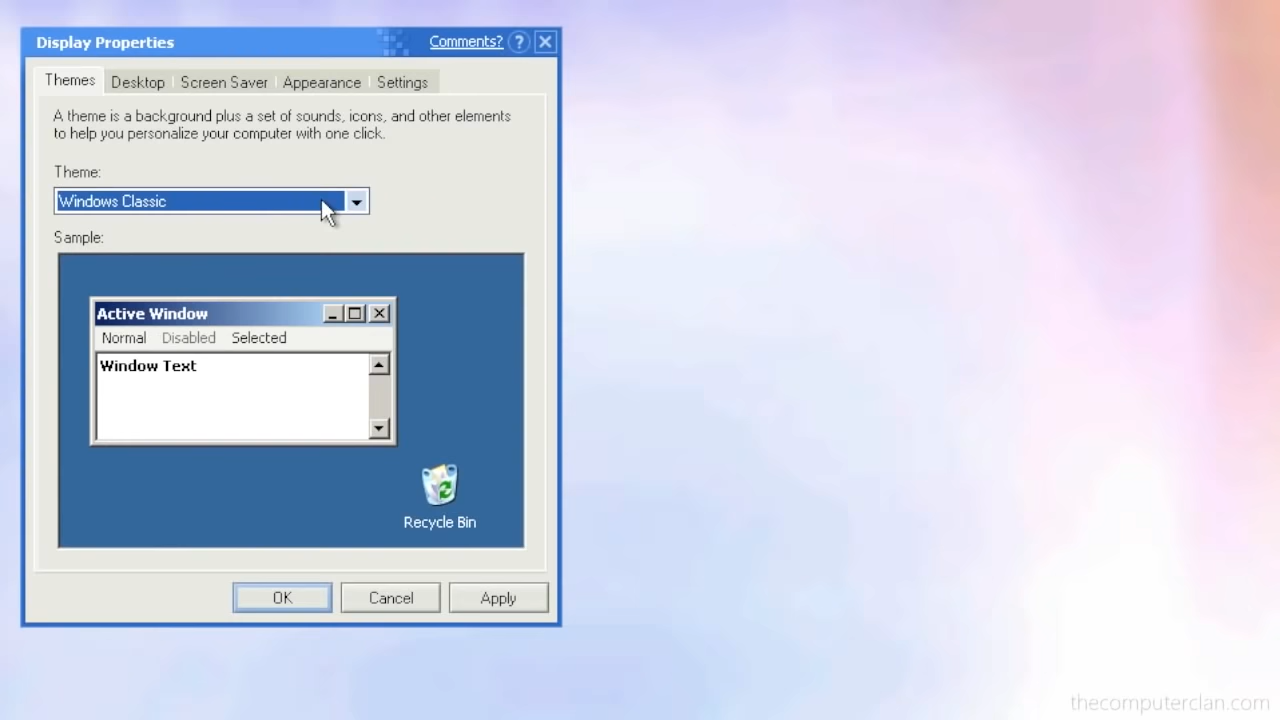 Display Properties
Comments?
Themes Desktop Screen Saver Appearance Settings
A theme is a background plus a set of sounds, icons, and other elements
to help you personalize your computer with one click.
Theme:
Windows Classic
Sample:
Active Window
Normal Disabled Selected
Window Text
Recycle Bin
OK Cancel Apply
thecomputerclan.com